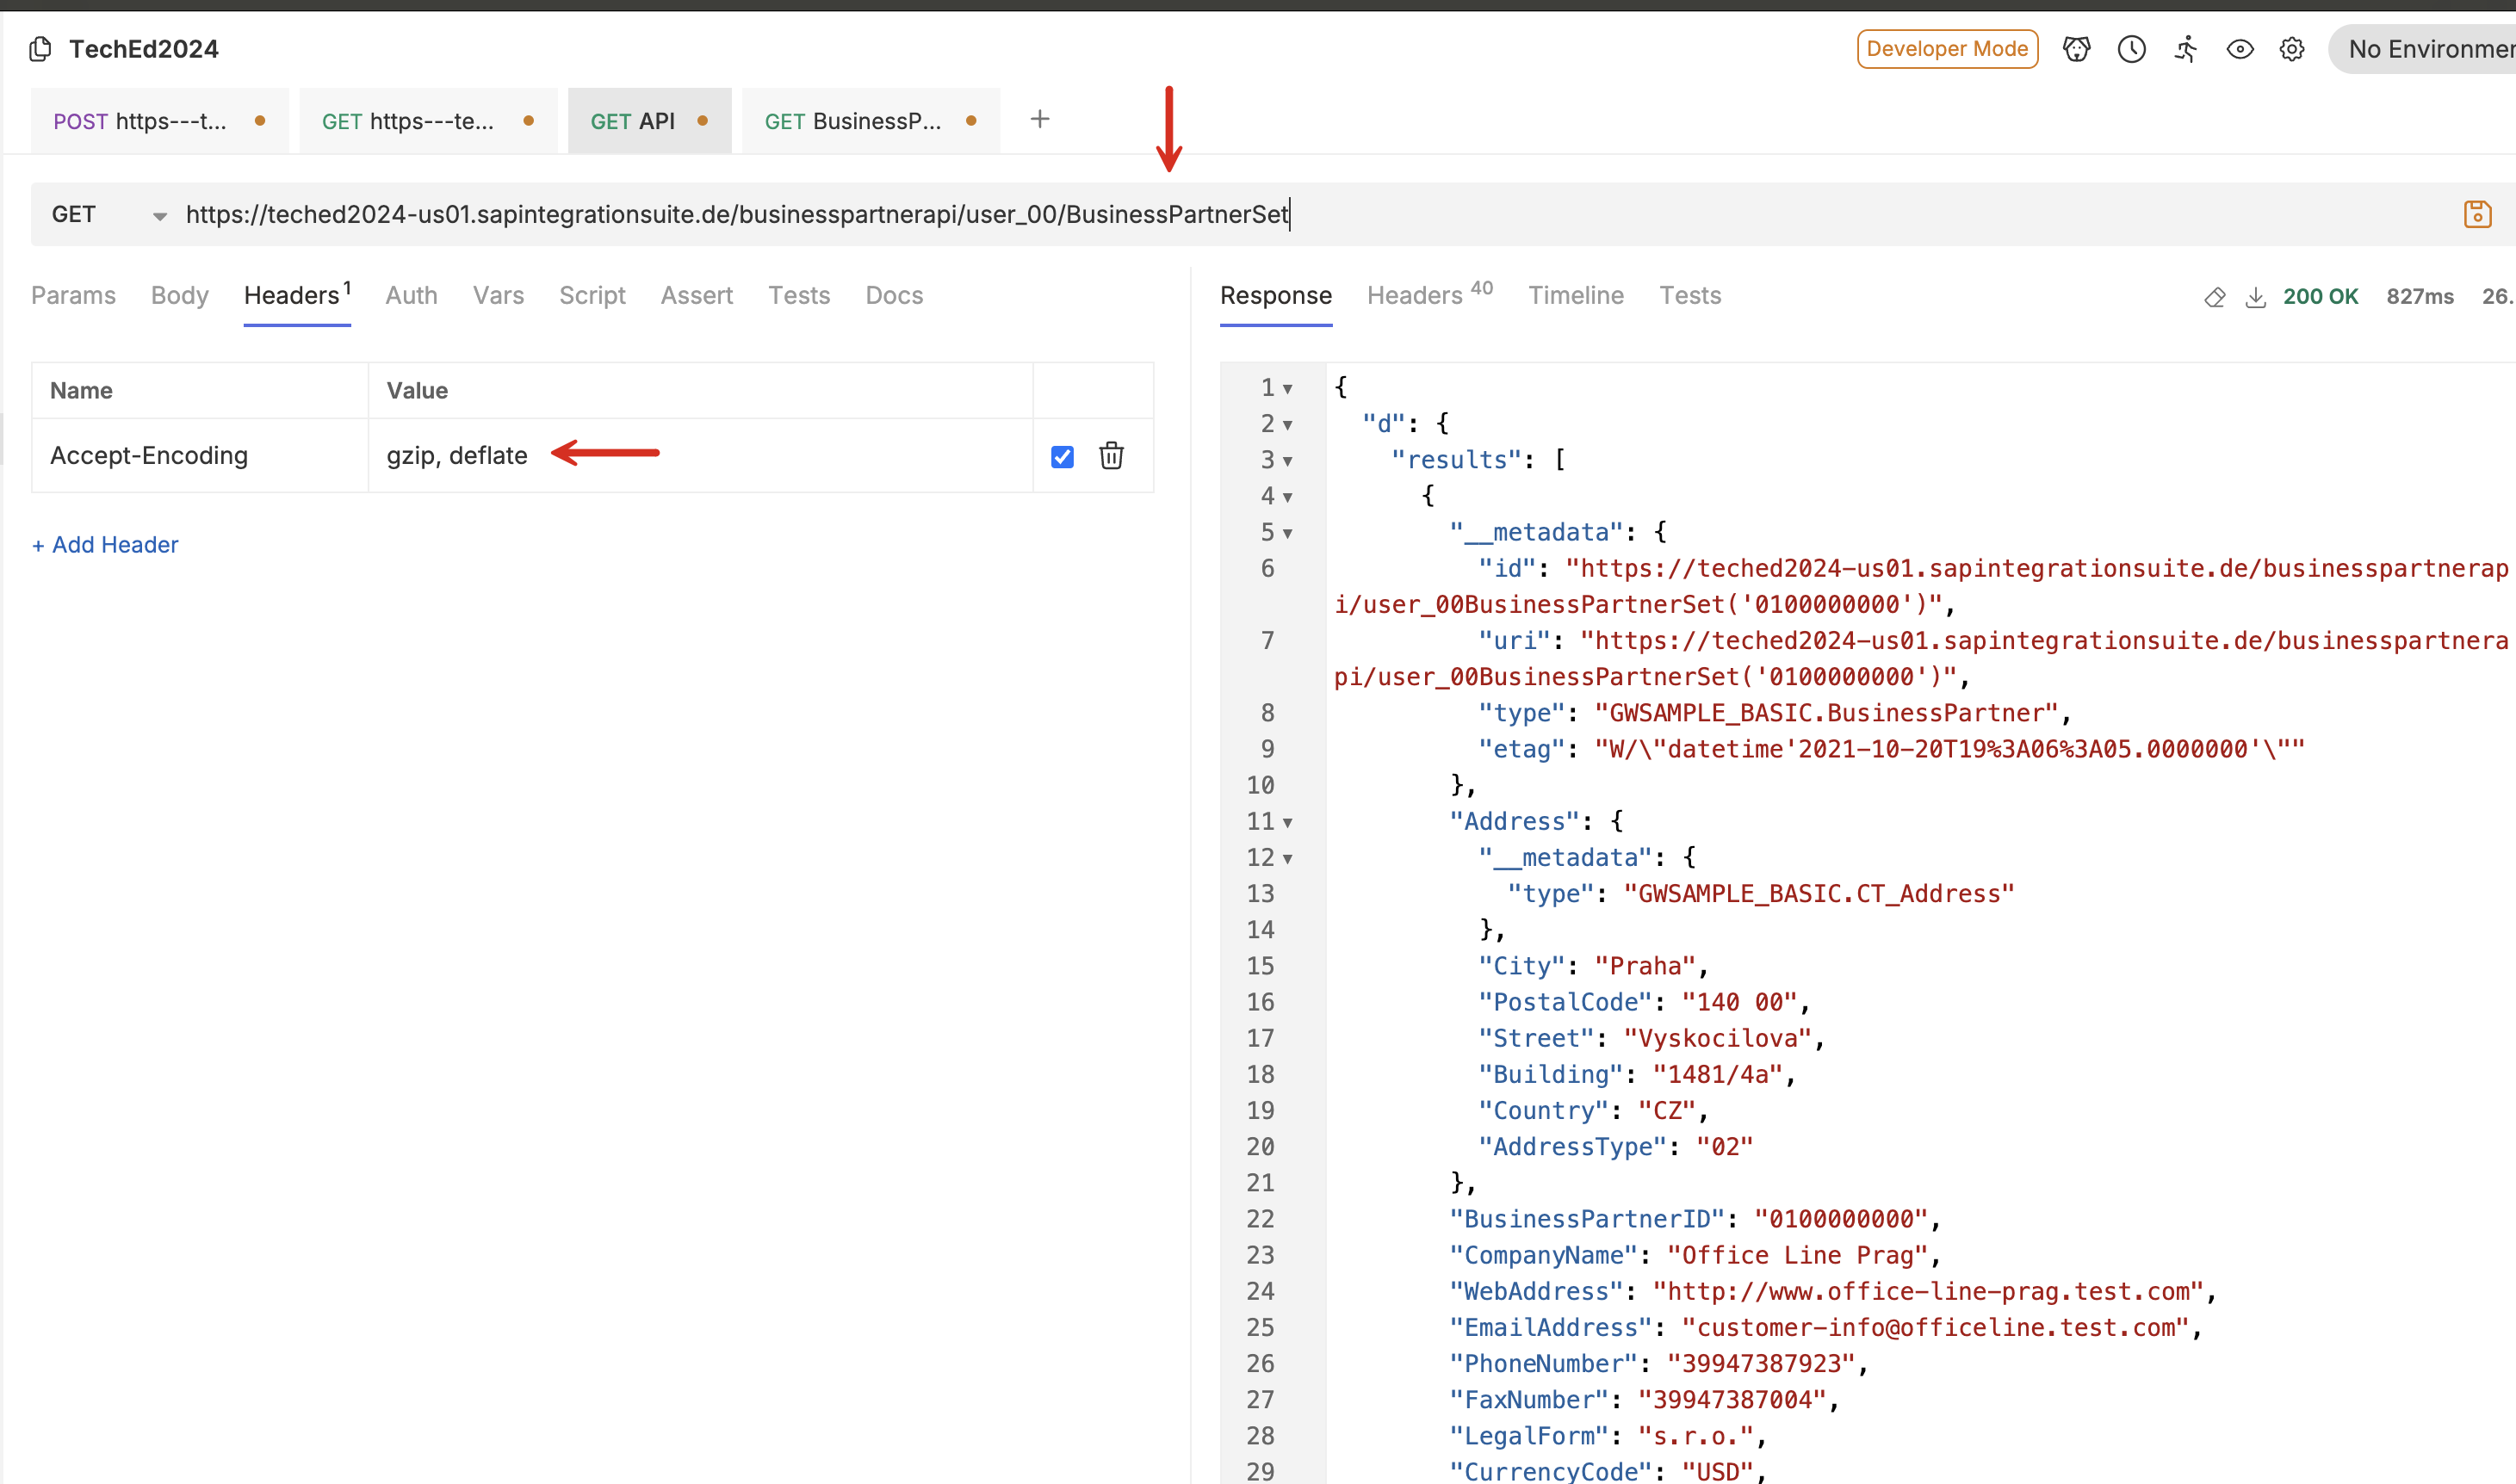 TechEd2024
Developer Mode
No Environmen
POST https---t...
GET https---te...
GET API
GET BusinessP...
+
GET https://teched2024-us01.sapintegrationsuite.de/businesspartnerapi/user_00/BusinessPartnerSet
Params Body Headers 1 Auth Vars Script Assert Tests Docs
Name Value
Accept-Encoding gzip, deflate
+ Add Header
Response Headers 40 Timeline Tests
200 OK 827ms 26.
1 {
2 "d": {
3 "results": [
4 {
5 "__metadata": {
6 "id": "https://teched2024-us01.sapintegrationsuite.de/businesspartnerap
i/user_00BusinessPartnerSet('0100000000')",
7 "uri": "https://teched2024-us01.sapintegrationsuite.de/businesspartnera
pi/user_00BusinessPartnerSet('0100000000')",
8 "type": "GWSAMPLE_BASIC.BusinessPartner",
9 "etag": "W/\"datetime'2021-10-20T19%3A06%3A05.0000000'\""
10 },
11 "Address": {
12 "__metadata": {
13 "type": "GWSAMPLE_BASIC.CT_Address"
14 },
15 "City": "Praha",
16 "PostalCode": "140 00",
17 "Street": "Vyskocilova",
18 "Building": "1481/4a",
19 "Country": "CZ",
20 "AddressType": "02"
21 },
22 "BusinessPartnerID": "0100000000",
23 "CompanyName": "Office Line Prag",
24 "WebAddress": "http://www.office-line-prag.test.com",
25 "EmailAddress": "customer-info@officeline.test.com",
26 "PhoneNumber": "39947387923",
27 "FaxNumber": "39947387004",
28 "LegalForm": "s.r.o.",
29 "CurrencyCode": "USD",